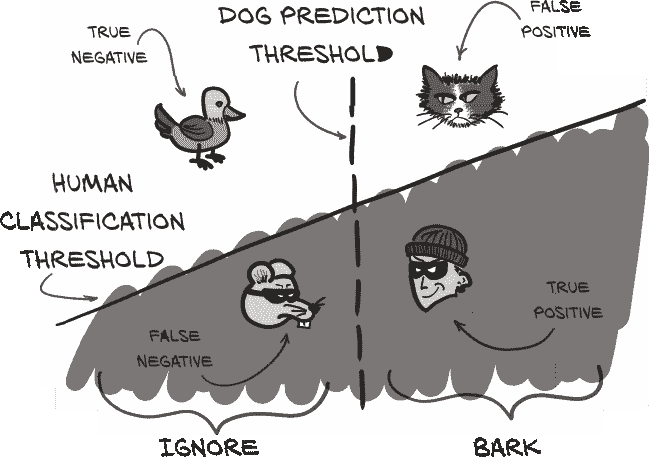 DOG PREDICTION
THRESHOLD
TRUE
NEGATIVE
FALSE
POSITIVE
HUMAN
CLASSIFICATION
THRESHOLD
FALSE
NEGATIVE
TRUE
POSITIVE
IGNORE
BARK